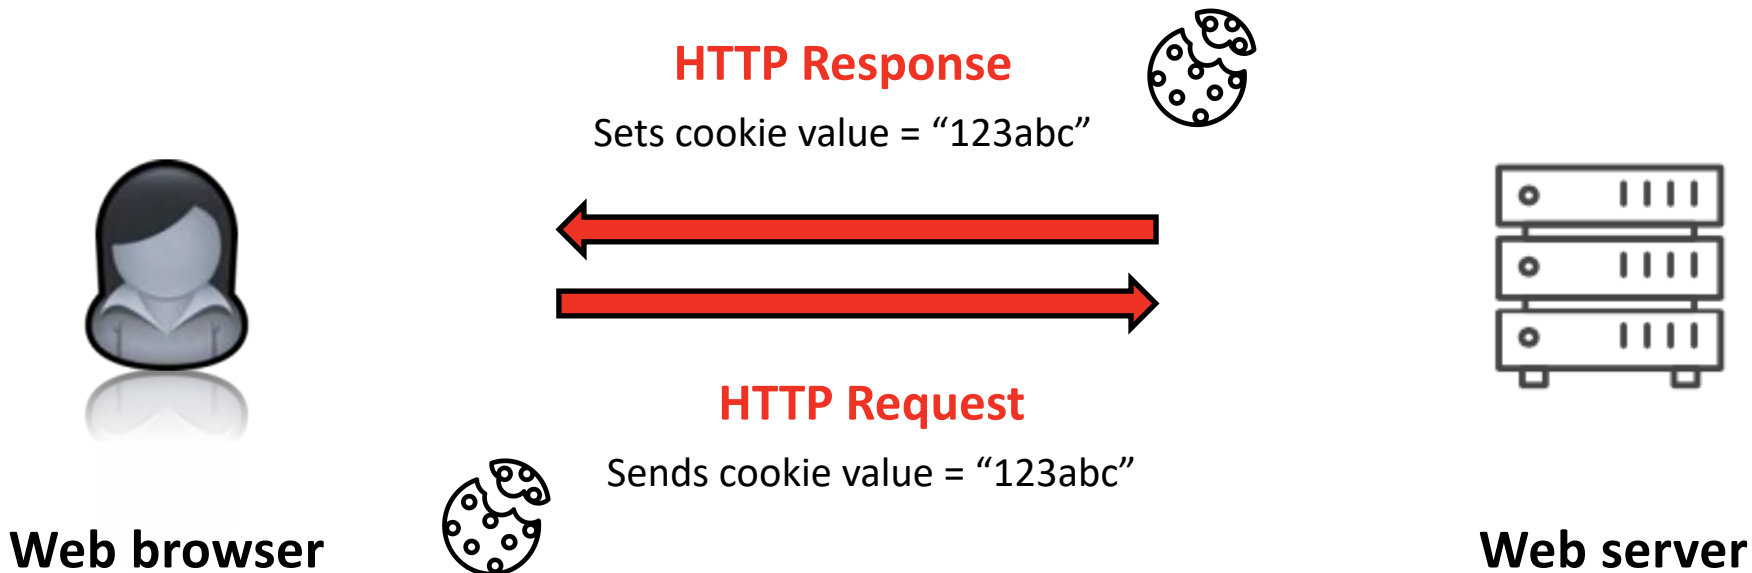 HTTP Response
Sets cookie value = “123abc”
HTTP Request
Sends cookie value = “123abc”
Web browser
Web server